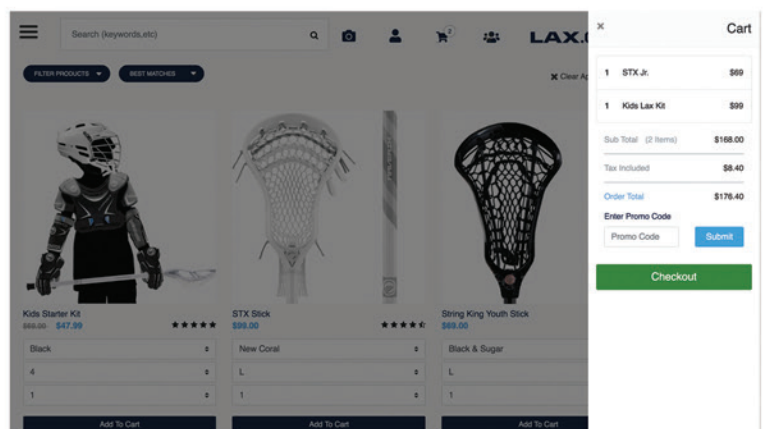 Search (keywords,etc)
2
LAX.
FILTER PRODUCTS
BEST MATCHES
Clear Ap
Kids Starter Kit
$47.99
Black
4
1
Add To Cart
STX Stick
$99.00
New Coral
L
1
Add To Cart
String King Youth Stick
$69.00
Black & Sugar
L
1
Add To Cart
× Cart
1 STX Jr. $69
1 Kids Lax Kit $99
Sub Total (2 Items) $168.00
Tax Included $8.40
Order Total $176.40
Enter Promo Code
Promo Code Submit
Checkout